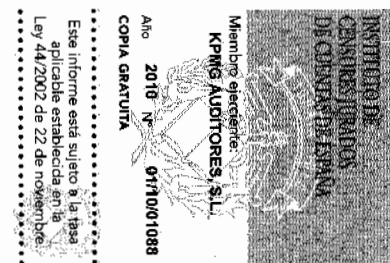 INSTITUTO DE
CENSORES JURADOS
DE CUENTAS DE ESPAÑA
Miembro ejerciente:
KPMG AUDITORES, S.L.
Año 2010 Nº 01/10/01088
COPIA GRATUITA
Este informe está sujeto a la tasa
aplicable establecida en la
Ley 44/2002 de 22 de noviembre.